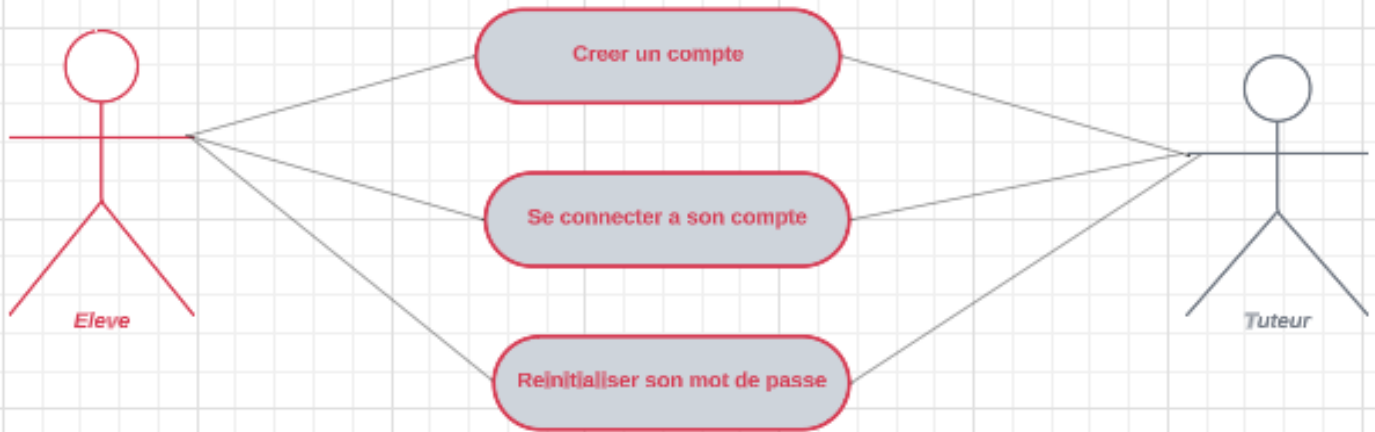 Creer un compte
Se connecter a son compte
Eleve
Tuteur
Reinitialiser son mot de passe